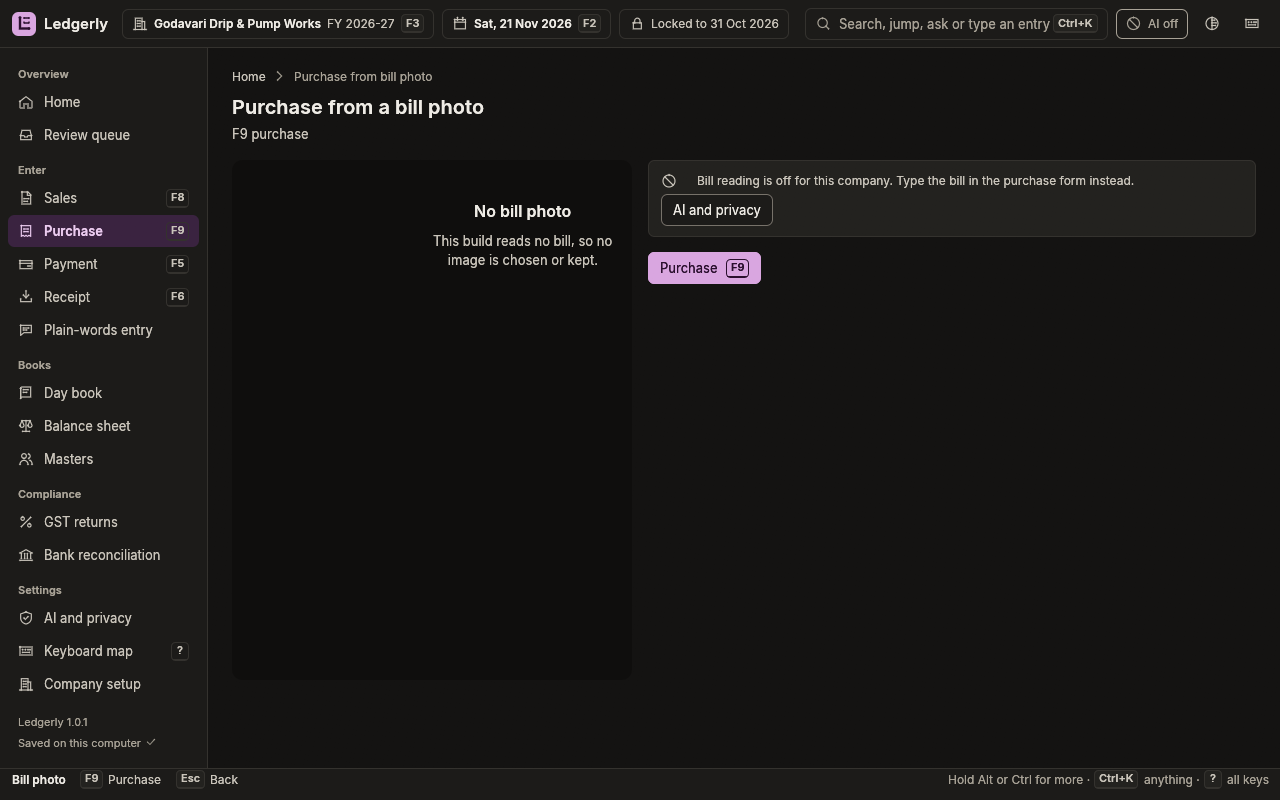 Ledgerly
Godavari Drip & Pump Works FY 2026-27 F3
Sat, 21 Nov 2026 F2
Locked to 31 Oct 2026
Search, jump, ask or type an entry Ctrl+K
AI off
Overview
Home
Review queue
Enter
Sales F8
Purchase F9
Payment F5
Receipt F6
Plain-words entry
Books
Day book
Balance sheet
Masters
Compliance
GST returns
Bank reconciliation
Settings
AI and privacy
Keyboard map ?
Company setup
Ledgerly 1.0.1
Saved on this computer
Home Purchase from bill photo
Purchase from a bill photo
F9 purchase
No bill photo
This build reads no bill, so no
image is chosen or kept.
Bill reading is off for this company. Type the bill in the purchase form instead.
AI and privacy
Purchase F9
Bill photo F9 Purchase Esc Back
Hold Alt or Ctrl for more · Ctrl+K anything · ? all keys